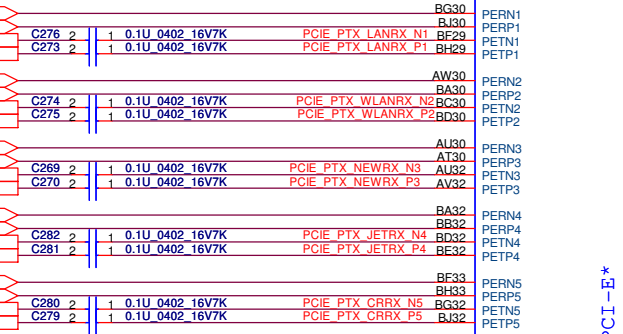 BG30 PERN1
BJ30 PERP1
C276 2 1 0.1U_0402_16V7K PCIE_PTX_LANRX_N1 BF29 PETN1
C273 2 1 0.1U_0402_16V7K PCIE_PTX_LANRX_P1 BH29 PETP1
AW30 PERN2
BA30 PERP2
C274 2 1 0.1U_0402_16V7K PCIE_PTX_WLANRX_N2 BC30 PETN2
C275 2 1 0.1U_0402_16V7K PCIE_PTX_WLANRX_P2 BD30 PETP2
AU30 PERN3
AT30 PERP3
C269 2 1 0.1U_0402_16V7K PCIE_PTX_NEWRX_N3 AU32 PETN3
C270 2 1 0.1U_0402_16V7K PCIE_PTX_NEWRX_P3 AV32 PETP3
BA32 PERN4
BB32 PERP4
C282 2 1 0.1U_0402_16V7K PCIE_PTX_JETRX_N4 BD32 PETN4
C281 2 1 0.1U_0402_16V7K PCIE_PTX_JETRX_P4 BE32 PETP4
BF33 PERN5
BH33 PERP5
C280 2 1 0.1U_0402_16V7K PCIE_PTX_CRRX_N5 BG32 PETN5
C279 2 1 0.1U_0402_16V7K PCIE_PTX_CRRX_P5 BJ32 PETP5
PCI-E*